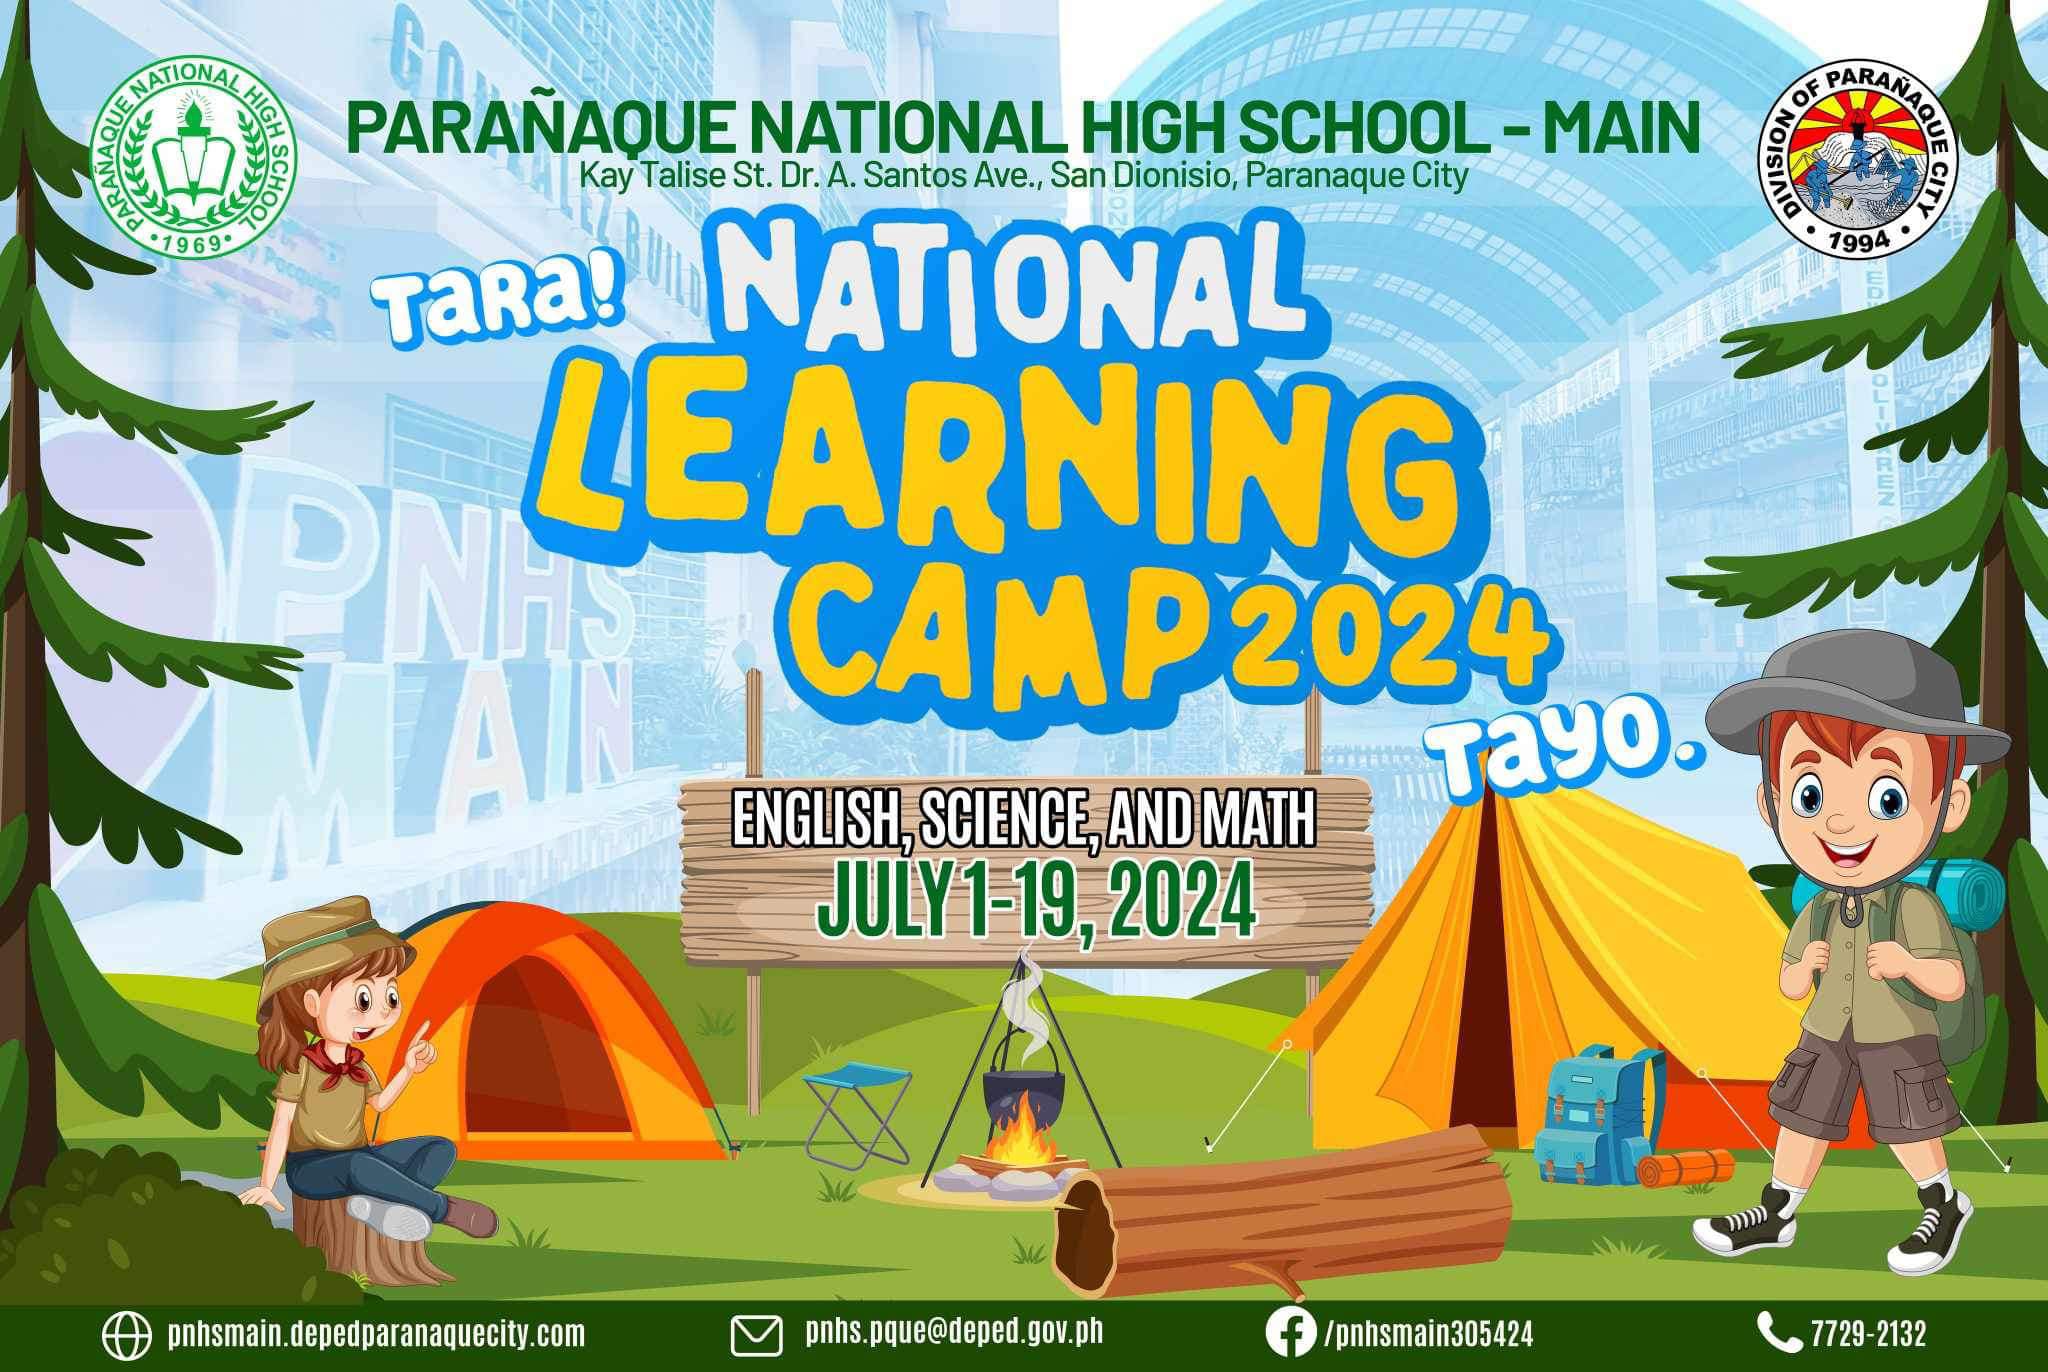 PARAÑAQUE NATIONAL HIGH SCHOOL
• 1969 •
PARAÑAQUE NATIONAL HIGH SCHOOL - MAIN
Kay Talise St. Dr. A. Santos Ave., San Dionisio, Paranaque City
DIVISION OF PARAÑAQUE CITY
• 1994 •
TARA!
NATIONAL
LEARNING
CAMP 2024
TAYO.
PNHS
MAIN
ENGLISH, SCIENCE, AND MATH
JULY 1-19, 2024
pnhsmain.depedparanaquecity.com
pnhs.pque@deped.gov.ph
/pnhsmain305424
7729-2132